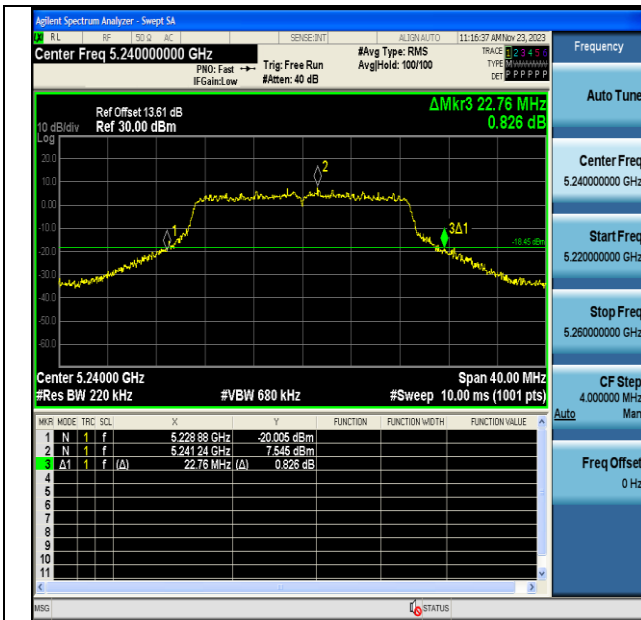 Agilent Spectrum Analyzer - Swept SA
RL RF 50 Ω AC SENSE:INT ALIGN AUTO 11:16:37 AM Nov 23, 2023
Center Freq 5.240000000 GHz #Avg Type: RMS TRACE 1 2 3 4 5 6
PNO: Fast Trig: Free Run Avg|Hold: 100/100 TYPE MWWWWW
IFGain:Low #Atten: 40 dB DET P P P P P P
Ref Offset 13.61 dB ΔMkr3 22.76 MHz
10 dB/div Ref 30.00 dBm 0.826 dB
Log
20.0
2
10.0
0.00
-10.0
1 3Δ1
-18.45 dBm
-20.0
-30.0
-40.0
-50.0
-60.0
Center 5.24000 GHz Span 40.00 MHz
#Res BW 220 kHz #VBW 680 kHz #Sweep 10.00 ms (1001 pts)
MKR MODE TRC SCL X Y FUNCTION FUNCTION WIDTH FUNCTION VALUE
1 N 1 f 5.228 88 GHz -20.005 dBm
2 N 1 f 5.241 24 GHz 7.545 dBm
3 Δ1 1 f (Δ) 22.76 MHz (Δ) 0.826 dB
4
5
6
7
8
9
10
11
MSG STATUS
Frequency
Auto Tune
Center Freq
5.240000000 GHz
Start Freq
5.220000000 GHz
Stop Freq
5.260000000 GHz
CF Step
4.000000 MHz
Auto Man
Freq Offset
0 Hz